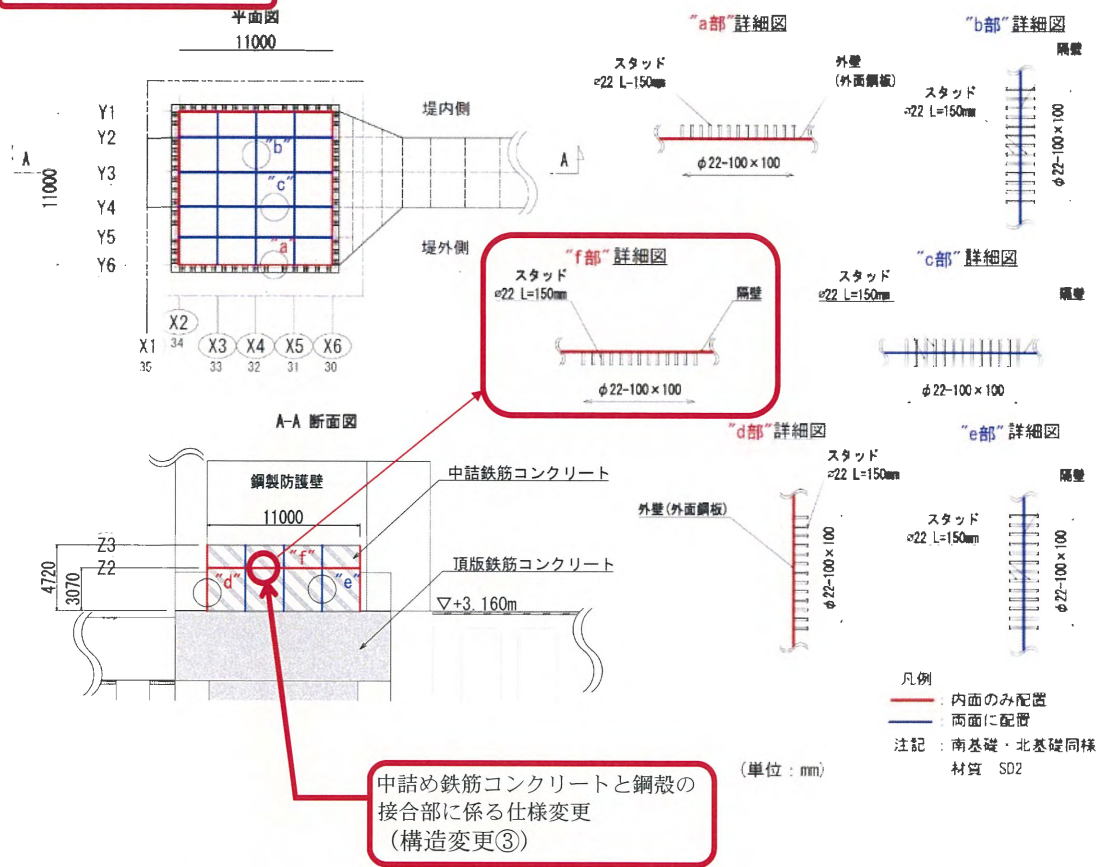 平面図
11000
Y1
Y2
A
Y3
11000
Y4
Y5
Y6
"b"
"c"
"a"
堤内側
A
堤外側
X1
35
X2
34
X3
33
X4
32
X5
31
X6
30
"a部"詳細図
スタッド
⌀22 L-150mm
外壁
(外面鋼板)
φ22-100×100
"b部"詳細図
隔壁
スタッド
⌀22 L=150mm
φ22-100×100
"f部"詳細図
スタッド
⌀22 L=150mm
隔壁
φ22-100×100
"c部"詳細図
スタッド
⌀22 L=150mm
隔壁
φ22-100×100
A-A 断面図
鋼製防護壁
11000
中詰鉄筋コンクリート
Z3
Z2
4720
3070
"d"
"f"
"e"
頂版鉄筋コンクリート
▽+3.160m
"d部"詳細図
スタッド
⌀22 L=150mm
外壁(外面鋼板)
φ22-100×100
"e部"詳細図
隔壁
スタッド
⌀22 L=150mm
φ22-100×100
凡例
: 内面のみ配置
: 両面に配置
注記 : 南基礎・北基礎同様
材質 SD2
(単位:mm)
中詰め鉄筋コンクリートと鋼殻の
接合部に係る仕様変更
(構造変更③)